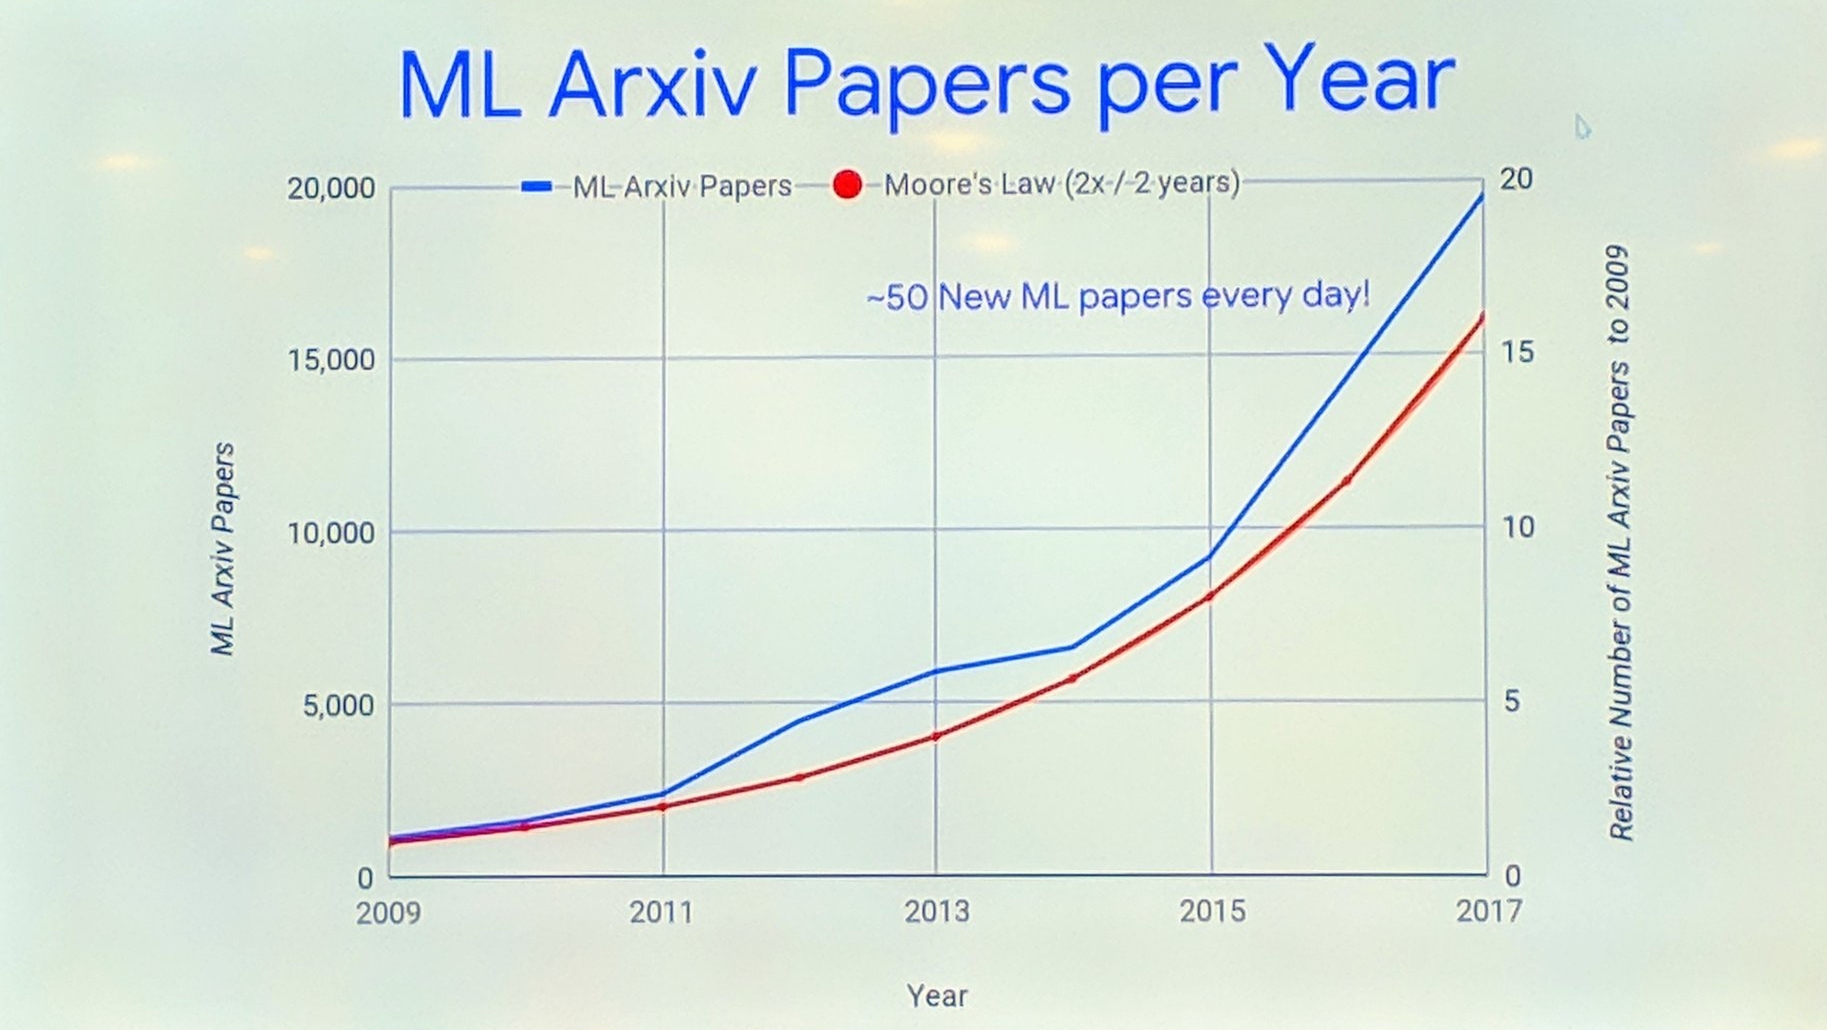 ML Arxiv Papers per Year
ML Arxiv Papers
Moore's Law (2x / 2 years)
~50 New ML papers every day!
20,000
15,000
10,000
5,000
0
ML Arxiv Papers
20
15
10
5
0
Relative Number of ML Arxiv Papers to 2009
2009
2011
2013
2015
2017
Year